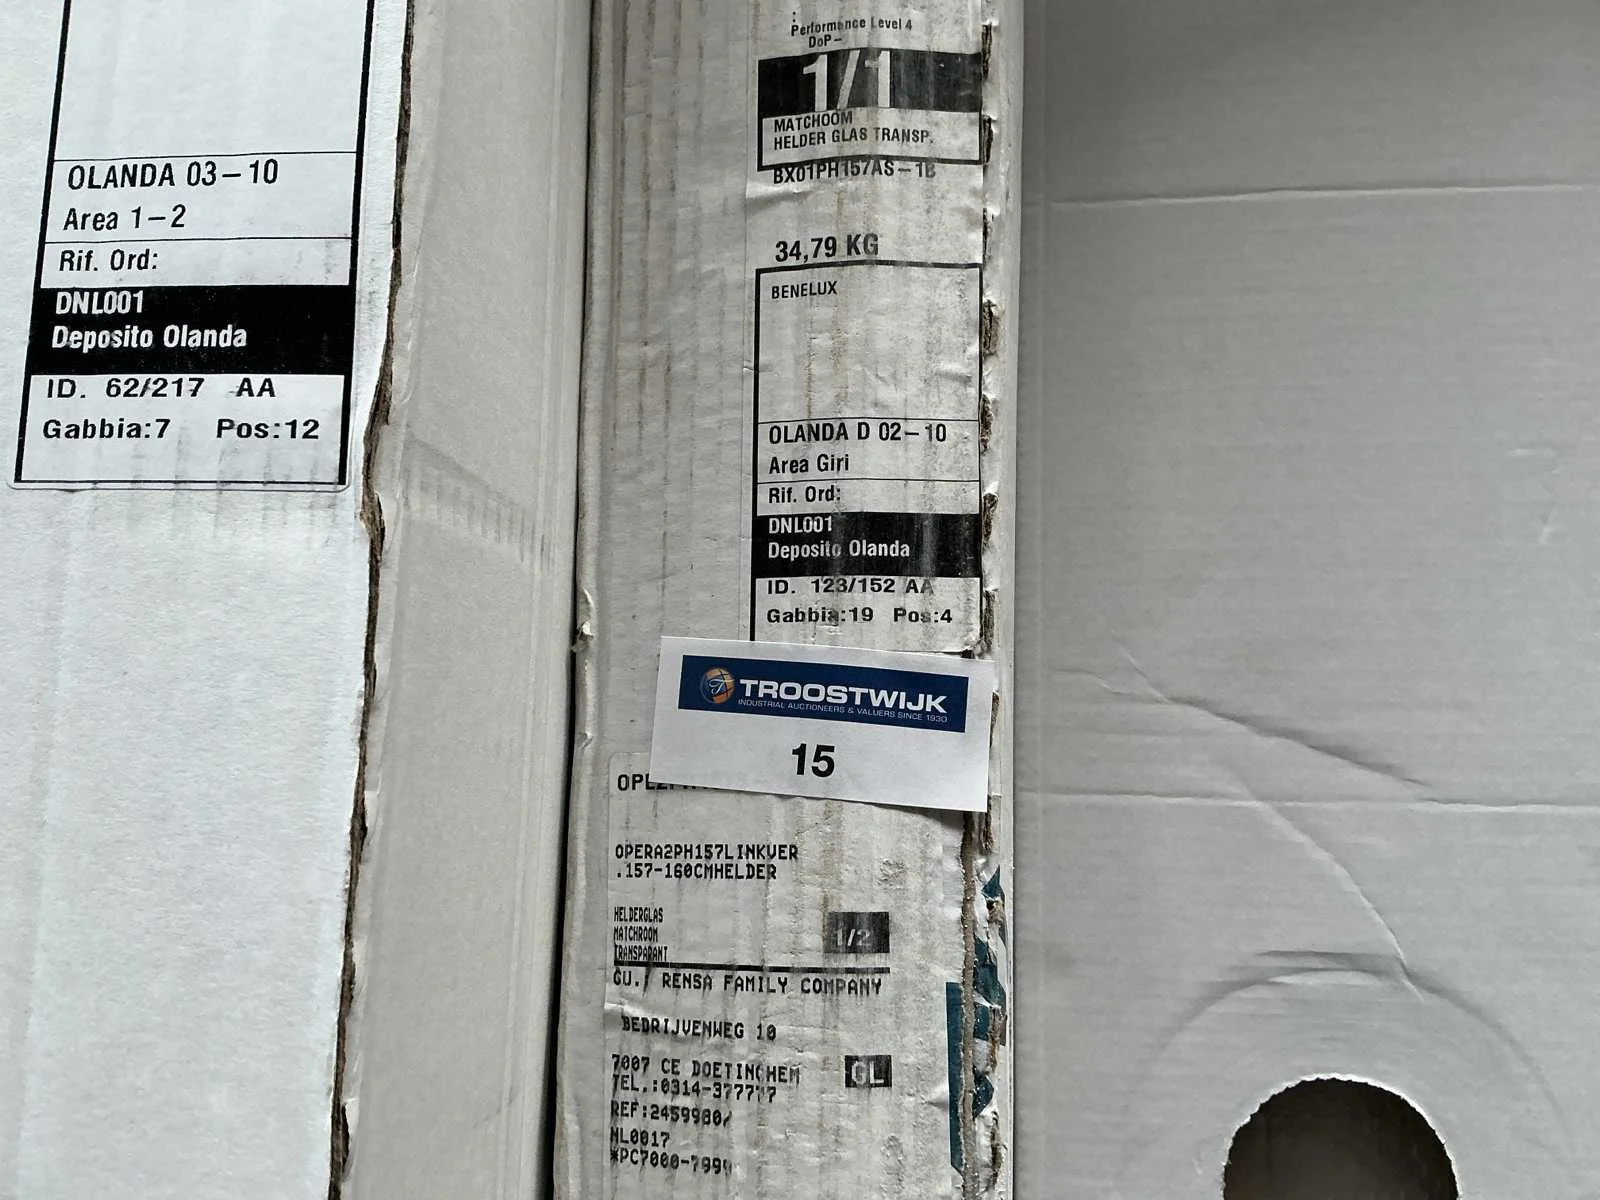 OLANDA 03-10
Area 1-2
Rif. Ord:
DNL001
Deposito Olanda
ID. 62/217 AA
Gabbia:7 Pos:12
Performance Level 4
DoP-
1/1
MATCHOOM
HELDER GLAS TRANSP.
BX01PH157AS-1B
34,79 KG
BENELUX
OLANDA D 02-10
Area Giri
Rif. Ord:
DNL001
Deposito Olanda
ID. 123/152 AA
Gabbia:19 Pos:4
TROOSTWIJK
INDUSTRIAL AUCTIONEERS & VALUERS SINCE 1930
15
OPERA2PH157LINKVER
.157-160CMHELDER
HELDERGLAS
MATCHROOM
TRANSPARANT
1/2
GU./ RENSA FAMILY COMPANY
BEDRIJVENWEG 10
7007 CE DOETINCHEM
GL
TEL.:0314-377777
REF:2459980/
NL0017
*PC7000-7999